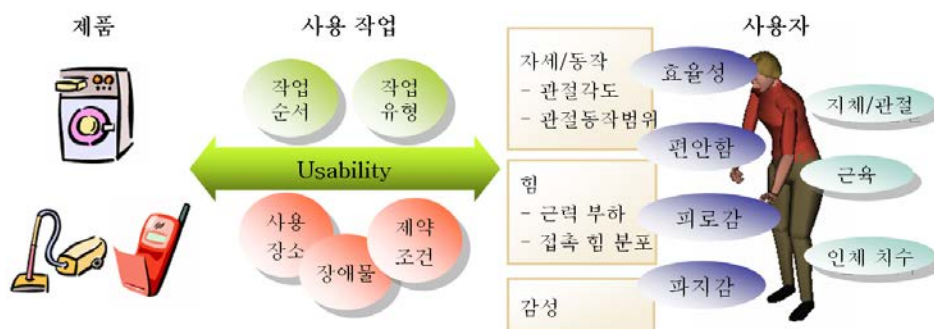 제품
사용 작업
사용자
작업
순서
작업
유형
Usability
사용
장소
장애물
제약
조건
자세/동작
- 관절각도
- 관절동작범위
힘
- 근력 부하
- 접촉 힘 분포
감성
효율성
편안함
피로감
파지감
지체/관절
근육
인체 치수